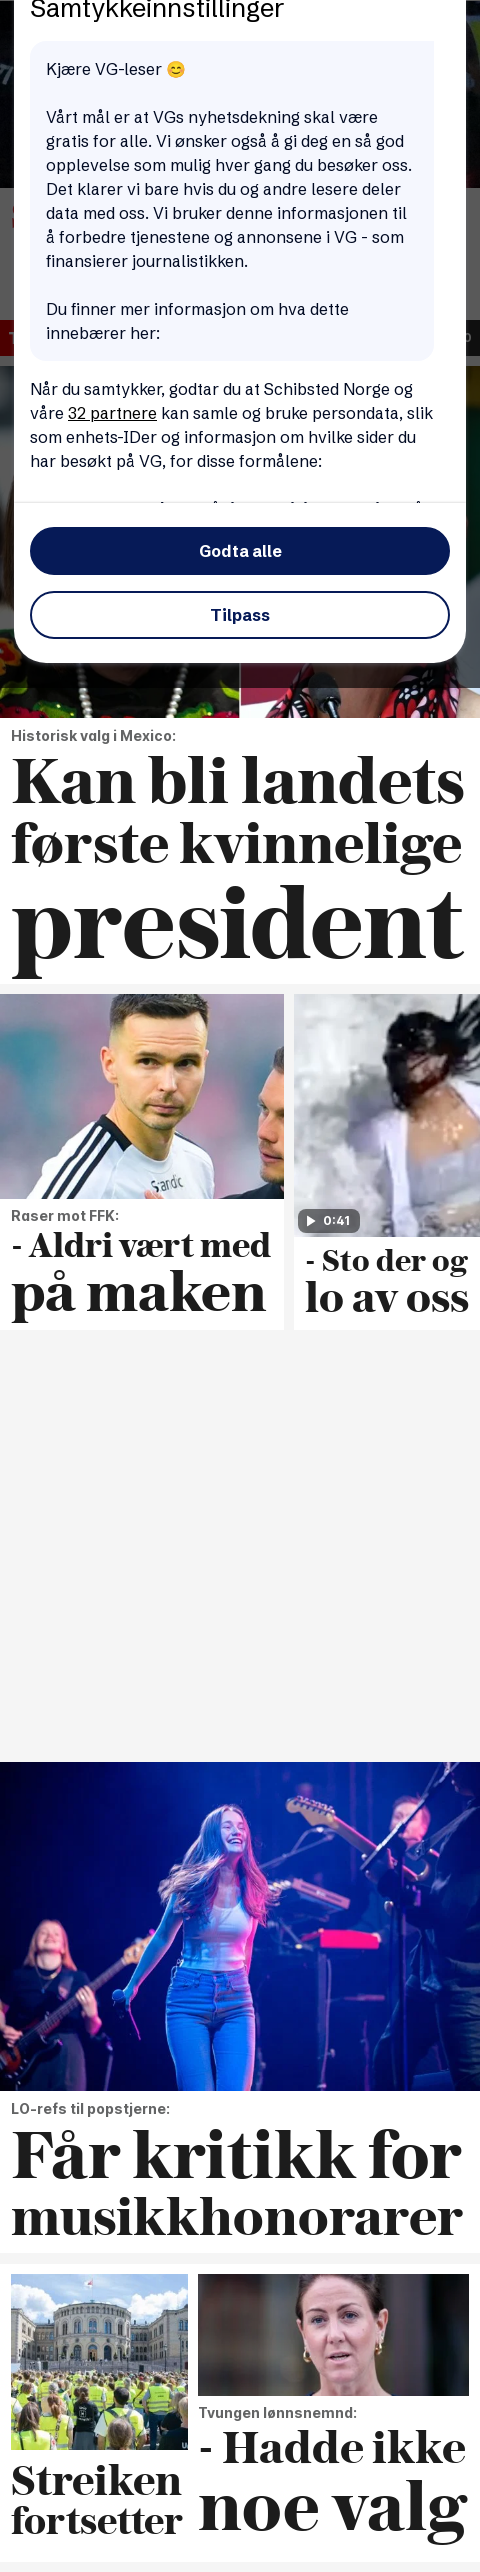 Samtykkeinnstillinger
Kjære VG-leser 😊
Vårt mål er at VGs nyhetsdekning skal være
gratis for alle. Vi ønsker også å gi deg en så god
opplevelse som mulig hver gang du besøker oss.
Det klarer vi bare hvis du og andre lesere deler
data med oss. Vi bruker denne informasjonen til
å forbedre tjenestene og annonsene i VG - som
finansierer journalistikken.
Du finner mer informasjon om hva dette
innebærer her:
Når du samtykker, godtar du at Schibsted Norge og
våre 32 partnere kan samle og bruke persondata, slik
som enhets-IDer og informasjon om hvilke sider du
har besøkt på VG, for disse formålene:
Godta alle
Tilpass
Historisk valg i Mexico:
Kan bli landets
første kvinnelige
president
Raser mot FFK:
- Aldri vært med
på maken
0:41
- Sto der og
lo av oss
LO-refs til popstjerne:
Får kritikk for
musikkhonorarer
Streiken
fortsetter
Tvungen lønnsnemnd:
- Hadde ikke
noe valg